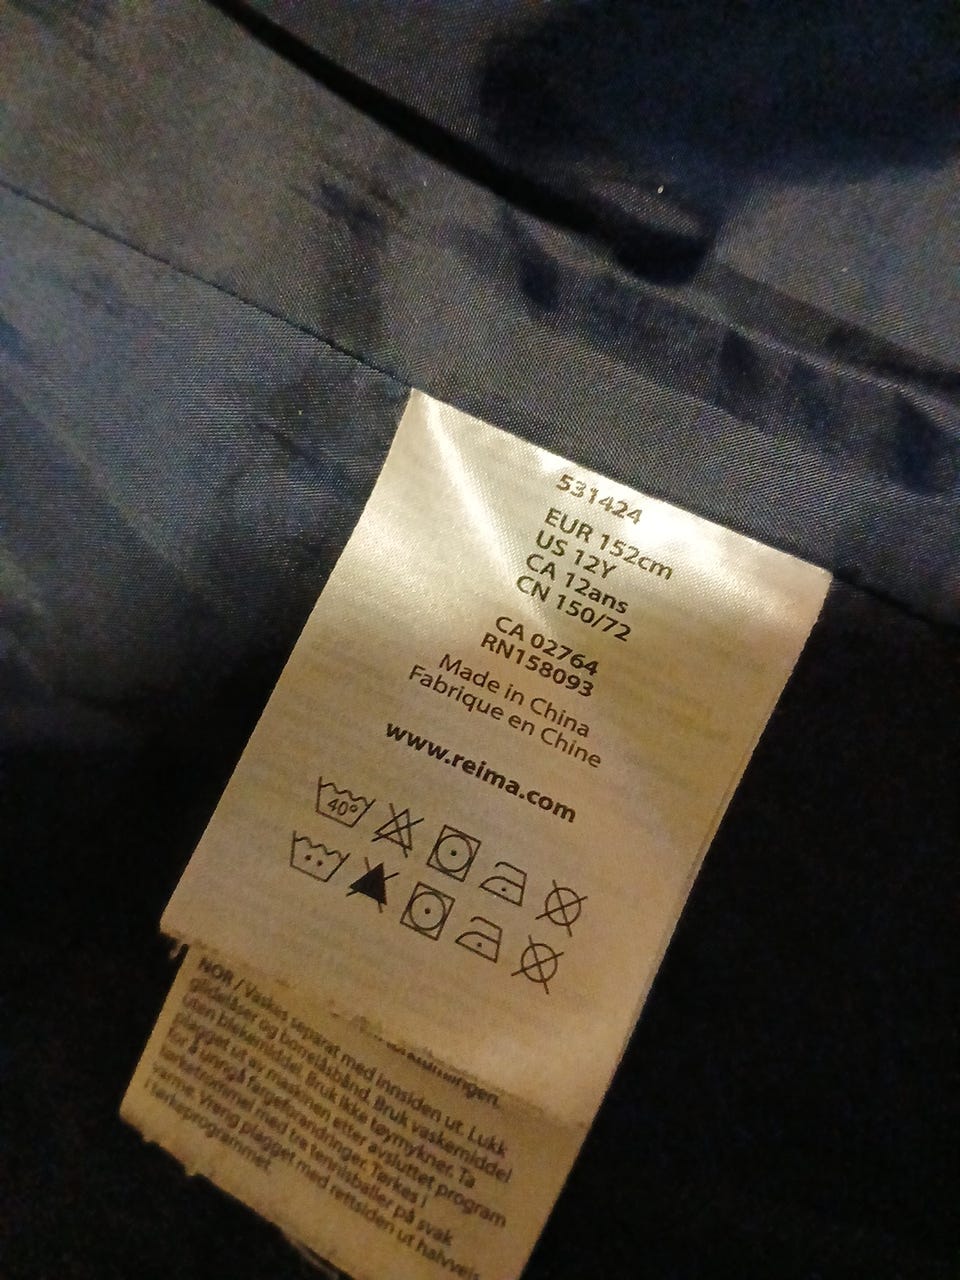 531424
EUR 152cm
US 12Y
CA 12ans
CN 150/72
CA 02764
RN158093
Made in China
Fabrique en Chine
www.reima.com
40°
NOR / Vaskes separat med innsiden ut. Lukk
glidelåser og borrelåsbånd. Bruk vaskemiddel
uten blekemiddel. Bruk ikke tøymykner. Ta
plagget ut av maskinen etter avsluttet program
for å unngå fargeforandringer. Tørkes i
tørketrommel med tre tennisballer på svak
varme. Vreng plagget med rettsiden ut halvveis
i tørkeprogrammet.